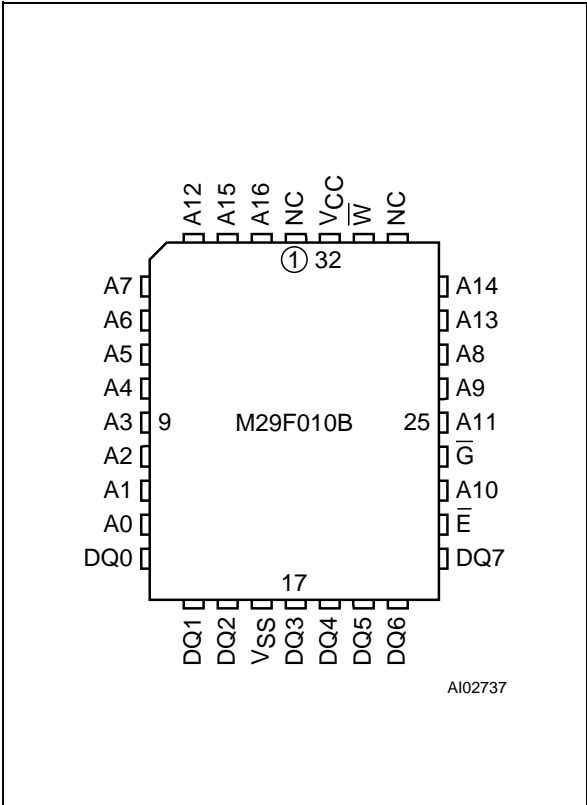 A12 A15 A16 NC VCC W̅ NC
1 32
A7 A14
A6 A13
A5 A8
A4 A9
A3 9 M29F010B 25 A11
A2 G̅
A1 A10
A0 E̅
DQ0 DQ7
17
DQ1 DQ2 VSS DQ3 DQ4 DQ5 DQ6
AI02737